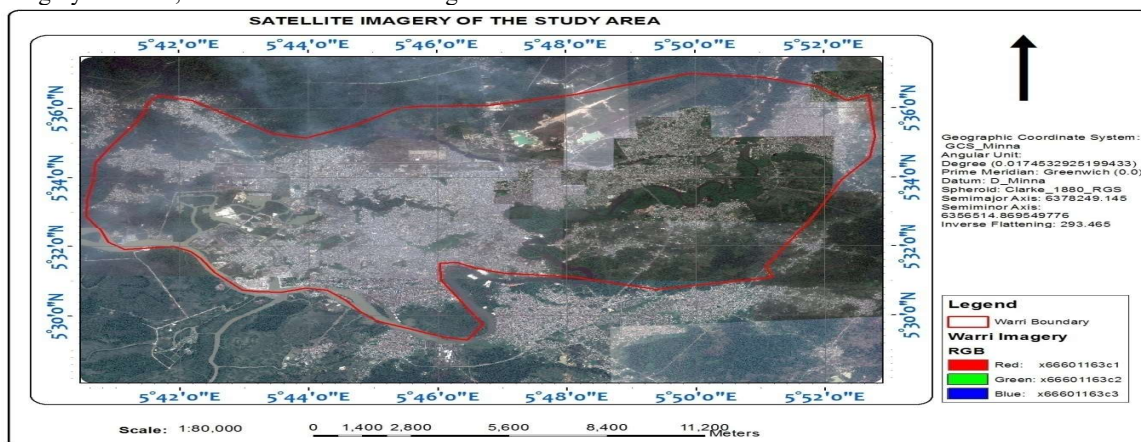 SATELLITE IMAGERY OF THE STUDY AREA
5°42'0"E 5°44'0"E 5°46'0"E 5°48'0"E 5°50'0"E 5°52'0"E
5°36'0"N 5°36'0"N
5°34'0"N 5°34'0"N
5°32'0"N 5°32'0"N
5°30'0"N 5°30'0"N
5°42'0"E 5°44'0"E 5°46'0"E 5°48'0"E 5°50'0"E 5°52'0"E
Scale: 1:80,000
0 1,400 2,800 5,600 8,400 11,200 Meters
Geographic Coordinate System:
GCS_Minna
Angular Unit:
Degree (0.0174532925199433)
Prime Meridian: Greenwich (0.0)
Datum: D_Minna
Spheroid: Clarke_1880_RGS
Semimajor Axis: 6378249.145
Semiminor Axis:
6356514.869549776
Inverse Flattening: 293.465
Legend
Warri Boundary
Warri Imagery
RGB
Red: x66601163c1
Green: x66601163c2
Blue: x66601163c3